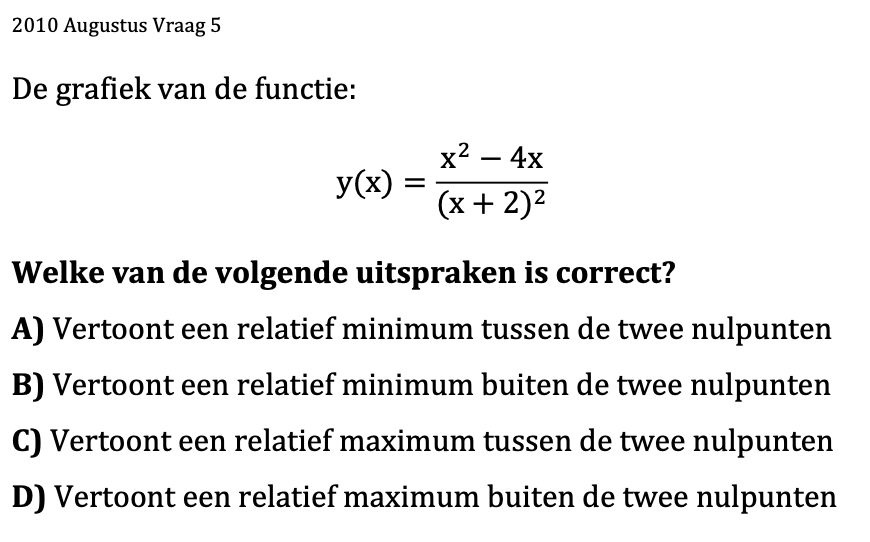 2010 Augustus Vraag 5
De grafiek van de functie:
y(x) = \frac{x² − 4x}{(x + 2)²}
Welke van de volgende uitspraken is correct?
A) Vertoont een relatief minimum tussen de twee nulpunten
B) Vertoont een relatief minimum buiten de twee nulpunten
C) Vertoont een relatief maximum tussen de twee nulpunten
D) Vertoont een relatief maximum buiten de twee nulpunten